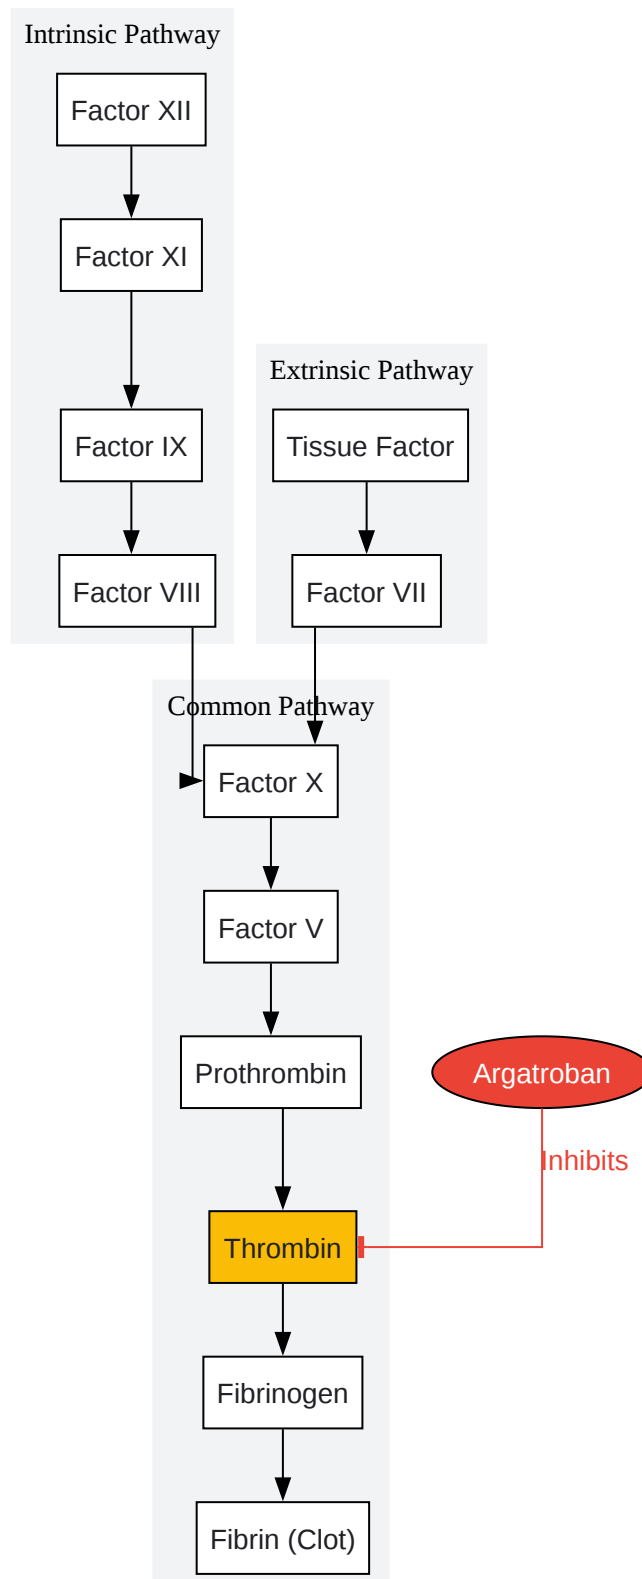 Intrinsic Pathway
Factor XII
Factor XI
Factor IX
Factor VIII
Extrinsic Pathway
Tissue Factor
Factor VII
Common Pathway
Factor X
Factor V
Prothrombin
Argatroban
Inhibits
Thrombin
Fibrinogen
Fibrin (Clot)